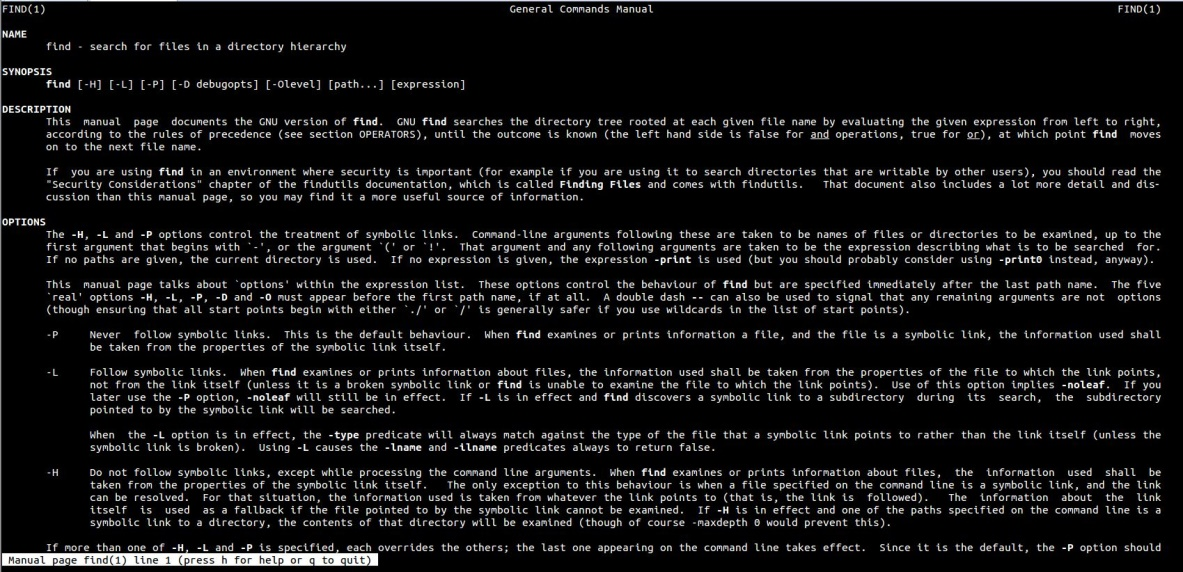 FIND(1) General Commands Manual FIND(1)
NAME
find - search for files in a directory hierarchy
SYNOPSIS
find [-H] [-L] [-P] [-D debugopts] [-Olevel] [path...] [expression]
DESCRIPTION
This manual page documents the GNU version of find. GNU find searches the directory tree rooted at each given file name by evaluating the given expression from left to right,
according to the rules of precedence (see section OPERATORS), until the outcome is known (the left hand side is false for and operations, true for or), at which point find moves
on to the next file name.
If you are using find in an environment where security is important (for example if you are using it to search directories that are writable by other users), you should read the
"Security Considerations" chapter of the findutils documentation, which is called Finding Files and comes with findutils. That document also includes a lot more detail and dis-
cussion than this manual page, so you may find it a more useful source of information.
OPTIONS
The -H, -L and -P options control the treatment of symbolic links. Command-line arguments following these are taken to be names of files or directories to be examined, up to the
first argument that begins with `-', or the argument `(' or `!'. That argument and any following arguments are taken to be the expression describing what is to be searched for.
If no paths are given, the current directory is used. If no expression is given, the expression -print is used (but you should probably consider using -print0 instead, anyway).
This manual page talks about `options' within the expression list. These options control the behaviour of find but are specified immediately after the last path name. The five
`real' options -H, -L, -P, -D and -O must appear before the first path name, if at all. A double dash -- can also be used to signal that any remaining arguments are not options
(though ensuring that all start points begin with either `./' or `/' is generally safer if you use wildcards in the list of start points).
-P Never follow symbolic links. This is the default behaviour. When find examines or prints information a file, and the file is a symbolic link, the information used shall
be taken from the properties of the symbolic link itself.
-L Follow symbolic links. When find examines or prints information about files, the information used shall be taken from the properties of the file to which the link points,
not from the link itself (unless it is a broken symbolic link or find is unable to examine the file to which the link points). Use of this option implies -noleaf. If you
later use the -P option, -noleaf will still be in effect. If -L is in effect and find discovers a symbolic link to a subdirectory during its search, the subdirectory
pointed to by the symbolic link will be searched.
When the -L option is in effect, the -type predicate will always match against the type of the file that a symbolic link points to rather than the link itself (unless the
symbolic link is broken). Using -L causes the -lname and -ilname predicates always to return false.
-H Do not follow symbolic links, except while processing the command line arguments. When find examines or prints information about files, the information used shall be
taken from the properties of the symbolic link itself. The only exception to this behaviour is when a file specified on the command line is a symbolic link, and the link
can be resolved. For that situation, the information used is taken from whatever the link points to (that is, the link is followed). The information about the link
itself is used as a fallback if the file pointed to by the symbolic link cannot be examined. If -H is in effect and one of the paths specified on the command line is a
symbolic link to a directory, the contents of that directory will be examined (though of course -maxdepth 0 would prevent this).
If more than one of -H, -L and -P is specified, each overrides the others; the last one appearing on the command line takes effect. Since it is the default, the -P option should
Manual page find(1) line 1 (press h for help or q to quit)